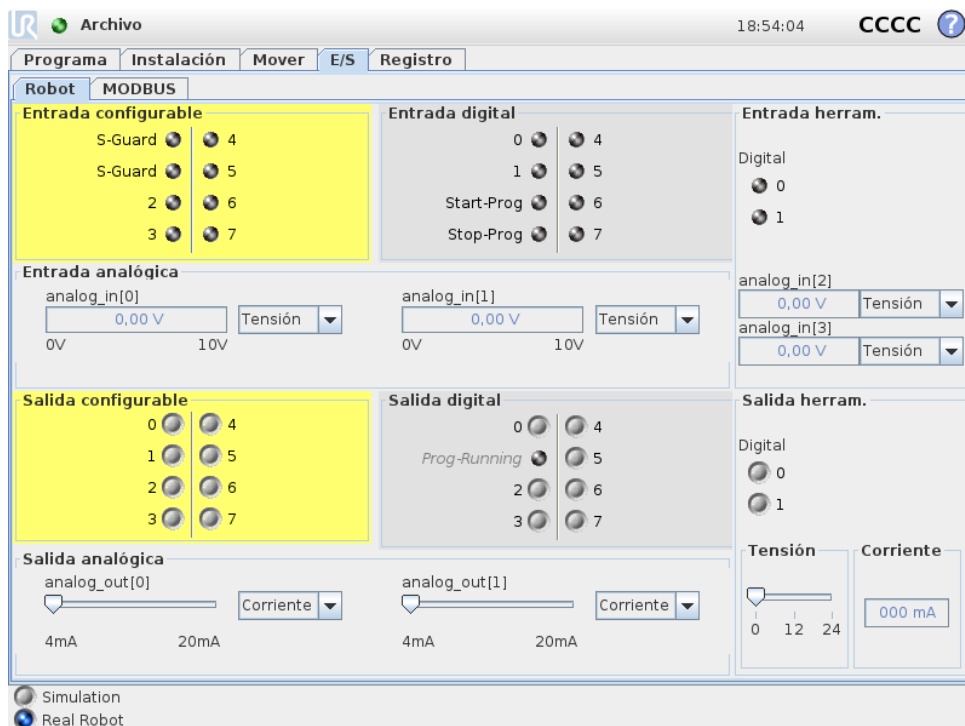 UR Archivo 18:54:04 CCCC ?
Programa Instalación Mover E/S Registro
Robot MODBUS
Entrada configurable
S-Guard 4
S-Guard 5
2 6
3 7
Entrada digital
0 4
1 5
Start-Prog 6
Stop-Prog 7
Entrada herram.
Digital
0
1
Entrada analógica
analog_in[0]
0,00 V Tensión
0V 10V
analog_in[1]
0,00 V Tensión
0V 10V
analog_in[2]
0,00 V Tensión
analog_in[3]
0,00 V Tensión
Salida configurable
0 4
1 5
2 6
3 7
Salida digital
0 4
Prog-Running 5
2 6
3 7
Salida herram.
Digital
0
1
Salida analógica
analog_out[0]
Corriente
4mA 20mA
analog_out[1]
Corriente
4mA 20mA
Tensión
0 12 24
Corriente
000 mA
Simulation
Real Robot